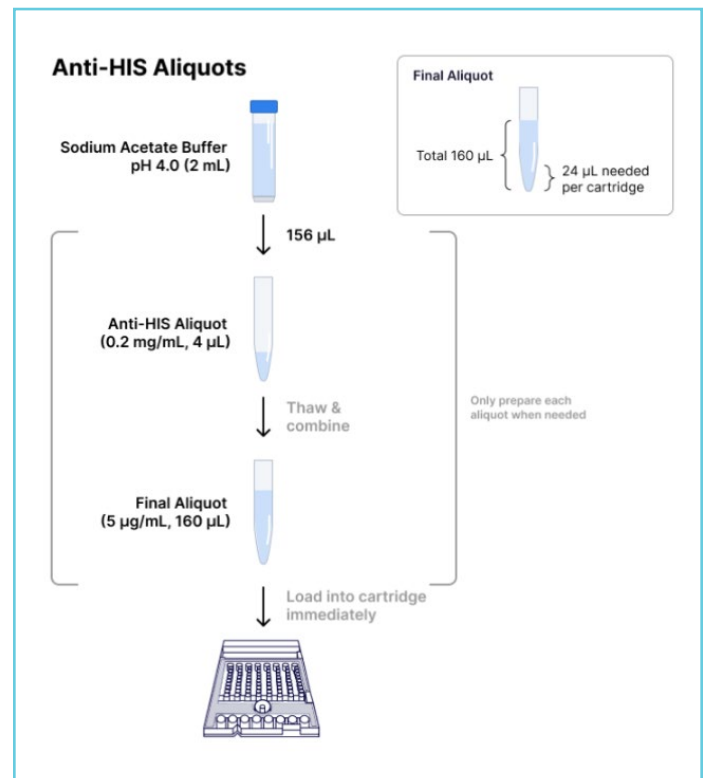 Anti-HIS Aliquots
Final Aliquot
Total 160 µL
24 µL needed
per cartridge
Sodium Acetate Buffer
pH 4.0 (2 mL)
156 µL
Anti-HIS Aliquot
(0.2 mg/mL, 4 µL)
Thaw &
combine
Only prepare each
aliquot when needed
Final Aliquot
(5 µg/mL, 160 µL)
Load into cartridge
immediately